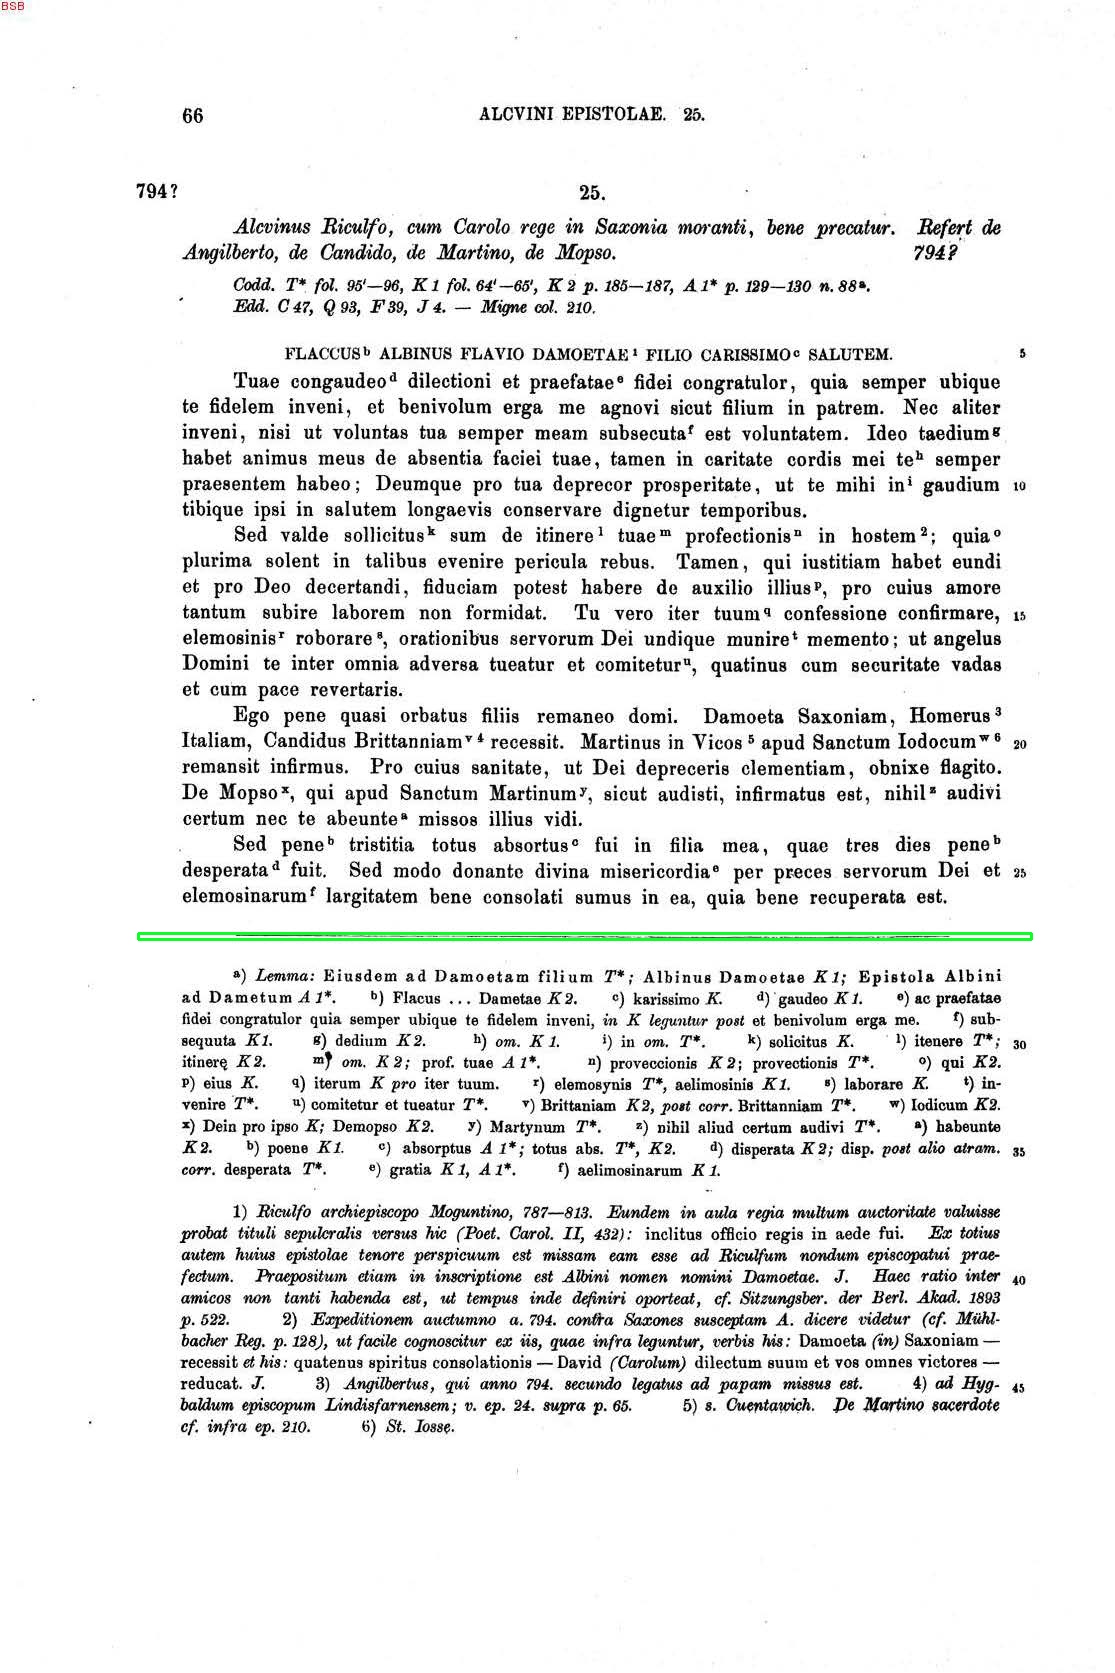 BSB
66 ALCVINI EPISTOLAE. 25.
794? 25.
Alcvinus Riculfo, cum Carolo rege in Saxonia moranti, bene precatur. Refert de
Angilberto, de Candido, de Martino, de Mopso. 794?
Codd. T* fol. 95'—96, K 1 fol. 64'—65', K 2 p. 185—187, A 1* p. 129—130 n. 88ᵃ.
Edd. C 47, Q 93, F 39, J 4. — Migne col. 210.
FLACCUSᵇ ALBINUS FLAVIO DAMOETAE¹ FILIO CARISSIMOᶜ SALUTEM. 5
Tuae congaudeoᵈ dilectioni et praefataeᵉ fidei congratulor, quia semper ubique
te fidelem inveni, et benivolum erga me agnovi sicut filium in patrem. Nec aliter
inveni, nisi ut voluntas tua semper meam subsecutaᶠ est voluntatem. Ideo taediumᵍ
habet animus meus de absentia faciei tuae, tamen in caritate cordis mei teʰ semper
praesentem habeo; Deumque pro tua deprecor prosperitate, ut te mihi inⁱ gaudium 10
tibique ipsi in salutem longaevis conservare dignetur temporibus.
Sed valde sollicitusᵏ sum de itinereˡ tuaeᵐ profectionisⁿ in hostem²; quiaᵒ
plurima solent in talibus evenire pericula rebus. Tamen, qui iustitiam habet eundi
et pro Deo decertandi, fiduciam potest habere de auxilio illiusᵖ, pro cuius amore
tantum subire laborem non formidat. Tu vero iter tuum𐞥 confessione confirmare, 15
elemosinisʳ roborareˢ, orationibus servorum Dei undique munireᵗ memento; ut angelus
Domini te inter omnia adversa tueatur et comiteturᵘ, quatinus cum securitate vadas
et cum pace revertaris.
Ego pene quasi orbatus filiis remaneo domi. Damoeta Saxoniam, Homerus³
Italiam, Candidus Brittanniamᵛ ⁴ recessit. Martinus in Vicos⁵ apud Sanctum Iodocumʷ ⁶ 20
remansit infirmus. Pro cuius sanitate, ut Dei depreceris clementiam, obnixe flagito.
De Mopsoˣ, qui apud Sanctum Martinumʸ, sicut audisti, infirmatus est, nihilᶻ audivi
certum nec te abeunteᵃ missos illius vidi.
Sed peneᵇ tristitia totus absortusᶜ fui in filia mea, quae tres dies peneᵇ
desperataᵈ fuit. Sed modo donante divina misericordiaᵉ per preces servorum Dei et 25
elemosinarumᶠ largitatem bene consolati sumus in ea, quia bene recuperata est.
a) Lemma: Eiusdem ad Damoetam filium T*; Albinus Damoetae K1; Epistola Albini
ad Dametum A 1*. b) Flacus ... Dametae K 2. c) karissimo K. d) gaudeo K 1. e) ac praefatae
fidei congratulor quia semper ubique te fidelem inveni, in K leguntur post et benivolum erga me. f) sub-
sequuta K1. g) dedium K 2. h) om. K 1. i) in om. T*. k) solicitus K. l) itenere T*; 30
itinerę K 2. m) om. K 2; prof. tuae A 1*. n) proveccionis K 2; provectionis T*. o) qui K2.
p) eius K. q) iterum K pro iter tuum. r) elemosynis T*, aelimosinis K1. s) laborare K. t) in-
venire T*. u) comitetur et tueatur T*. v) Brittaniam K2, post corr. Brittanniam T*. w) Iodicum K2.
x) Dein pro ipso K; Demopso K2. y) Martynum T*. z) nihil aliud certum audivi T*. a) habeunte
K 2. b) poene K1. c) absorptus A 1*; totus abs. T*, K2. d) disperata K 2; disp. post alio atram. 35
corr. desperata T*. e) gratia K 1, A 1*. f) aelimosinarum K 1.
1) Riculfo archiepiscopo Moguntino, 787—813. Eundem in aula regia multum auctoritate valuisse
probat tituli sepulcralis versus hic (Poet. Carol. II, 432): inclitus officio regis in aede fui. Ex totius
autem huius epistolae tenore perspicuum est missam eam esse ad Riculfum nondum episcopatui prae-
fectum. Praepositum etiam in inscriptione est Albini nomen nomini Damoetae. J. Haec ratio inter 40
amicos non tanti habenda est, ut tempus inde definiri oporteat, cf. Sitzungsber. der Berl. Akad. 1893
p. 522. 2) Expeditionem auctumno a. 794. contra Saxones susceptam A. dicere videtur (cf. Mühl-
bacher Reg. p. 128), ut facile cognoscitur ex iis, quae infra leguntur, verbis his: Damoeta (in) Saxoniam —
recessit et his: quatenus spiritus consolationis — David (Carolum) dilectum suum et vos omnes victores —
reducat. J. 3) Angilbertus, qui anno 794. secundo legatus ad papam missus est. 4) ad Hyg- 45
baldum episcopum Lindisfarnensem; v. ep. 24. supra p. 65. 5) s. Cuentawich. De Martino sacerdote
cf. infra ep. 210. 6) St. Iosse.